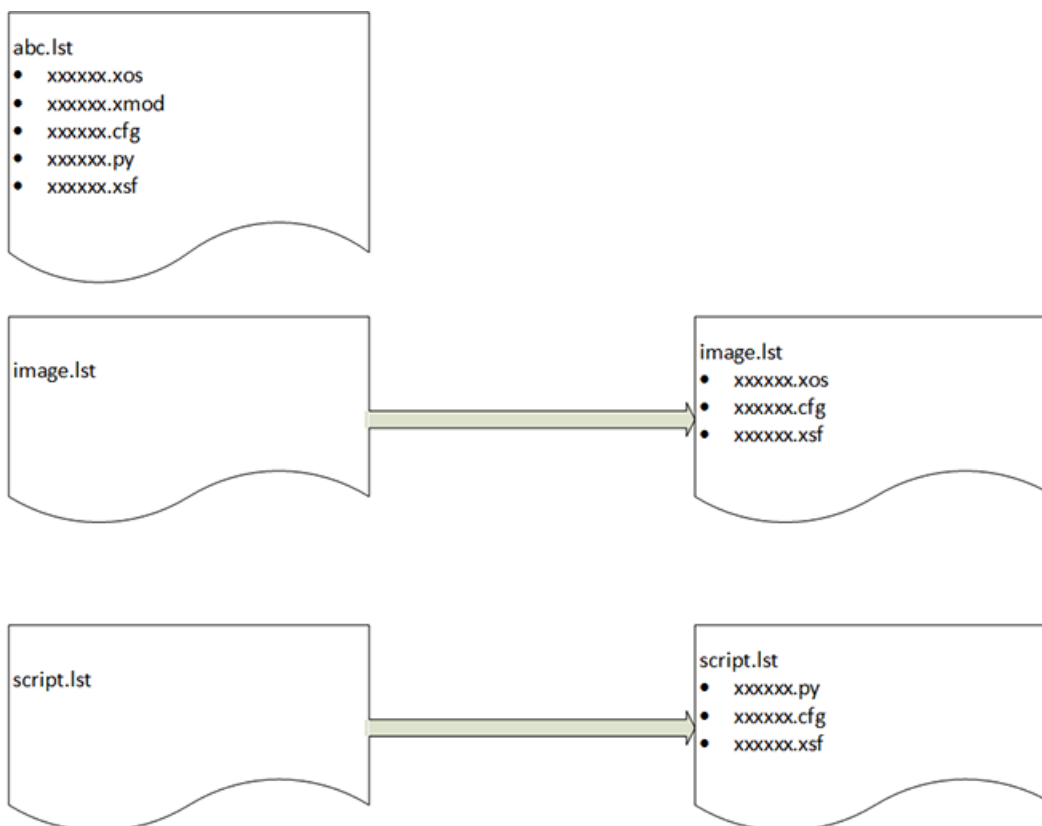 abc.lst
• xxxxxx.xos
• xxxxxx.xmod
• xxxxxx.cfg
• xxxxxx.py
• xxxxxx.xsf
image.lst
image.lst
• xxxxxx.xos
• xxxxxx.cfg
• xxxxxx.xsf
script.lst
script.lst
• xxxxxx.py
• xxxxxx.cfg
• xxxxxx.xsf